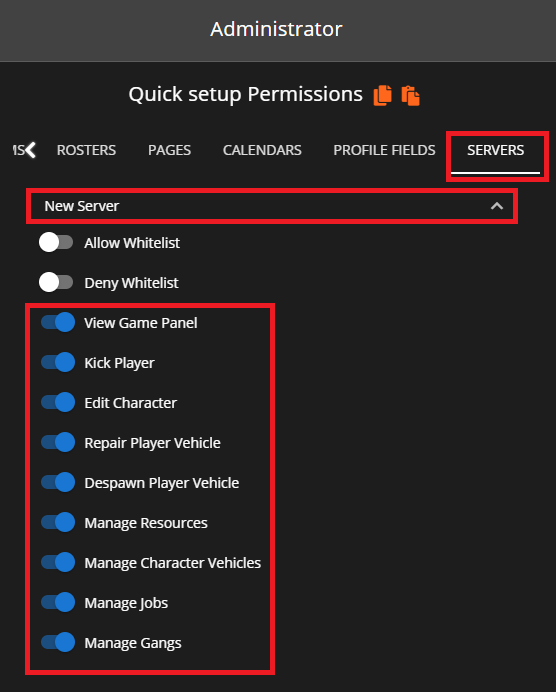 Administrator
Quick setup Permissions
MS ROSTERS PAGES CALENDARS PROFILE FIELDS SERVERS
New Server
Allow Whitelist
Deny Whitelist
View Game Panel
Kick Player
Edit Character
Repair Player Vehicle
Despawn Player Vehicle
Manage Resources
Manage Character Vehicles
Manage Jobs
Manage Gangs